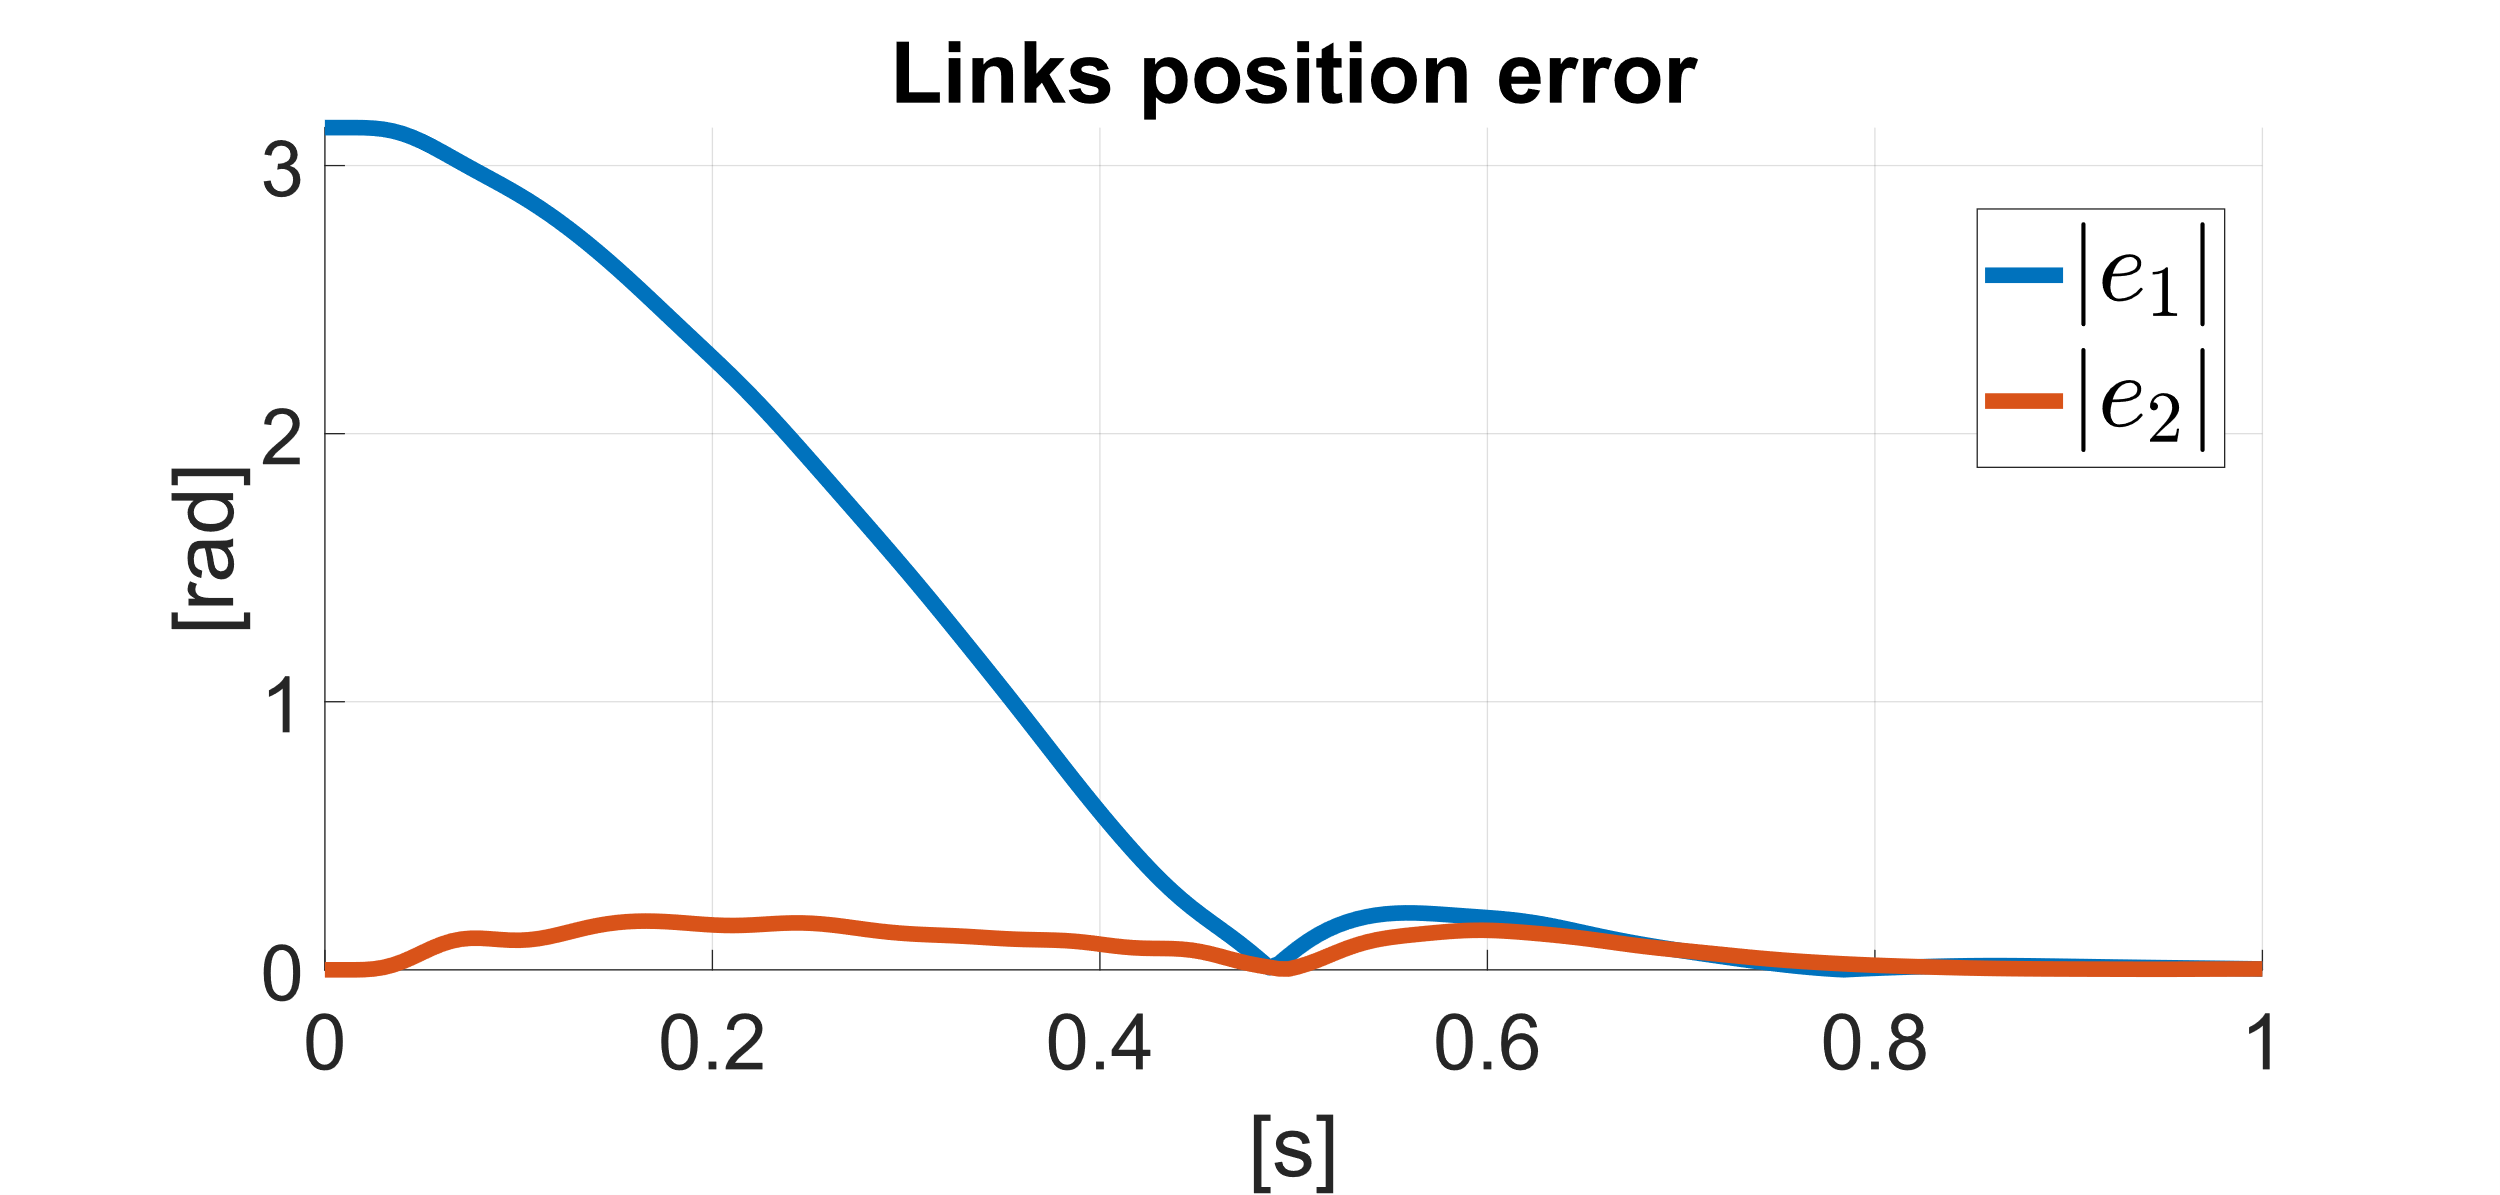 Links position error
3
2
1
0
[rad]
0 0.2 0.4 0.6 0.8 1
[s]
|e₁|
|e₂|